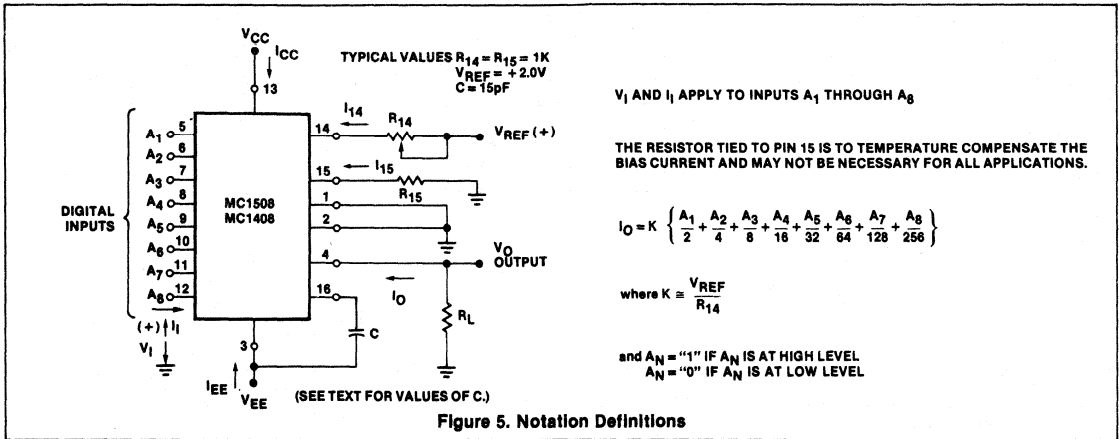 VCC
ICC
13
TYPICAL VALUES R14 = R15 = 1K
VREF = +2.0V
C = 15pF
DIGITAL
INPUTS
A1 5
A2 6
A3 7
A4 8
A5 9
A6 10
A7 11
A8 12
(+) II
VI
MC1508
MC1408
14
I14
R14
VREF (+)
15
I15
R15
1
2
4
VO
OUTPUT
IO
16
C
RL
3
IEE
VEE
(SEE TEXT FOR VALUES OF C.)
VI AND II APPLY TO INPUTS A1 THROUGH A8
THE RESISTOR TIED TO PIN 15 IS TO TEMPERATURE COMPENSATE THE
BIAS CURRENT AND MAY NOT BE NECESSARY FOR ALL APPLICATIONS.
IO = K { A1/2 + A2/4 + A3/8 + A4/16 + A5/32 + A6/64 + A7/128 + A8/256 }
where K ≅ VREF/R14
and AN = "1" IF AN IS AT HIGH LEVEL
AN = "0" IF AN IS AT LOW LEVEL
Figure 5. Notation Definitions